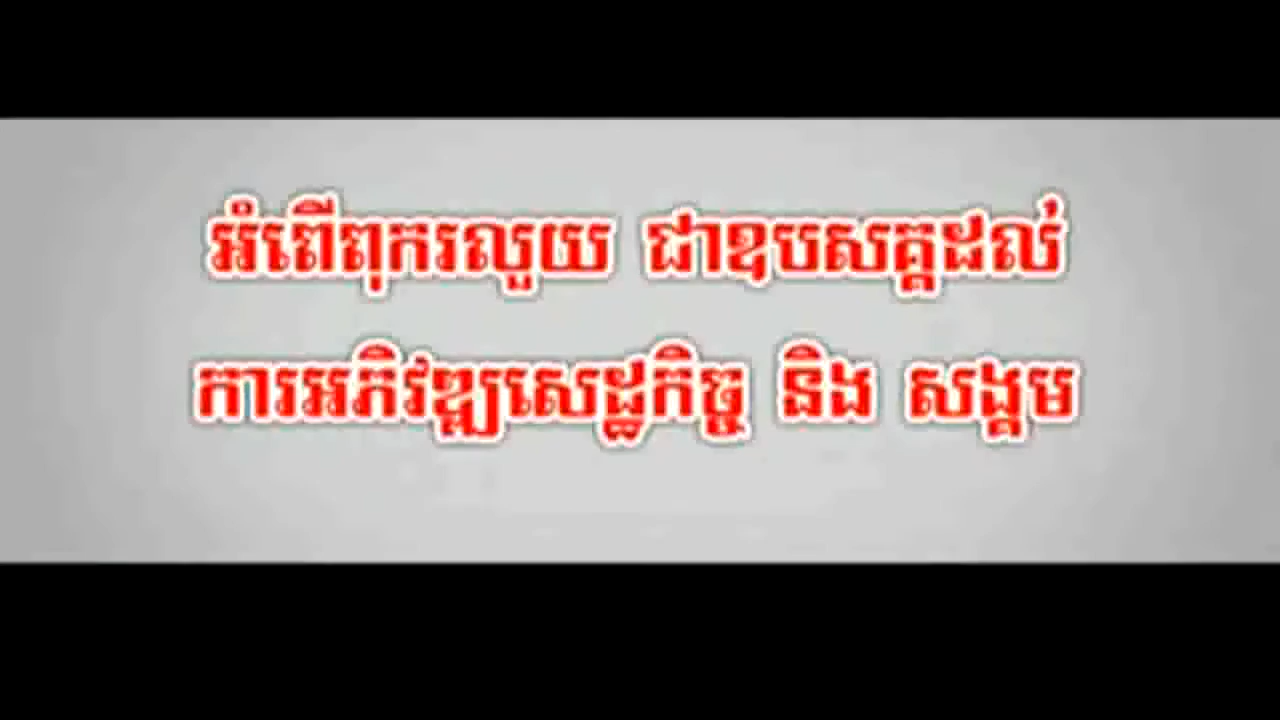 អំពើពុករលួយ ជាឧបសគ្គដល់
ការអភិវឌ្ឍសេដ្ឋកិច្ច និង សង្គម